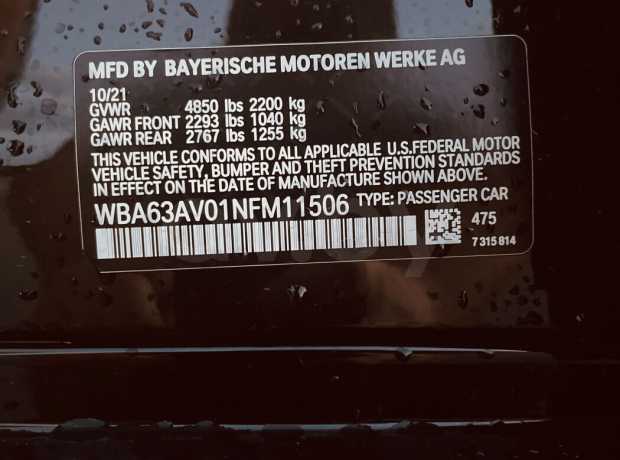 MFD BY BAYERISCHE MOTOREN WERKE AG
10/21
GVWR 4850 lbs 2200 kg
GAWR FRONT 2293 lbs 1040 kg
GAWR REAR 2767 lbs 1255 kg
THIS VEHICLE CONFORMS TO ALL APPLICABLE U.S.FEDERAL MOTOR
VEHICLE SAFETY, BUMPER AND THEFT PREVENTION STANDARDS
IN EFFECT ON THE DATE OF MANUFACTURE SHOWN ABOVE.
WBA63AV01NFM11506 TYPE: PASSENGER CAR
475
7 315 814